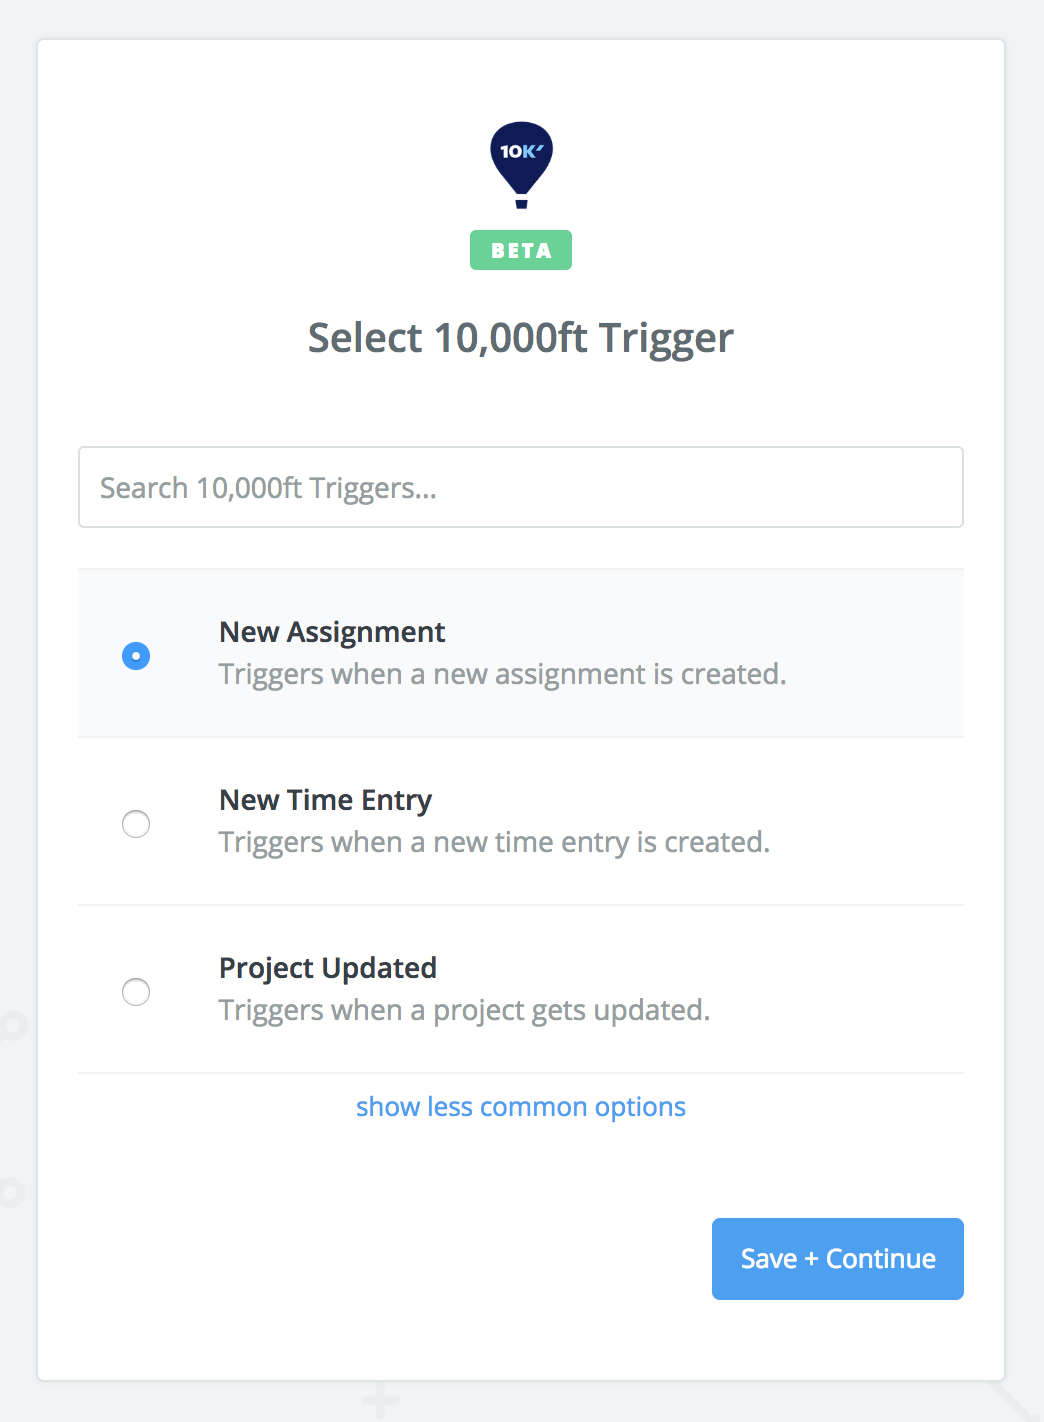 10K′
BETA
Select 10,000ft Trigger
Search 10,000ft Triggers...
New Assignment
Triggers when a new assignment is created.
New Time Entry
Triggers when a new time entry is created.
Project Updated
Triggers when a project gets updated.
show less common options
Save + Continue